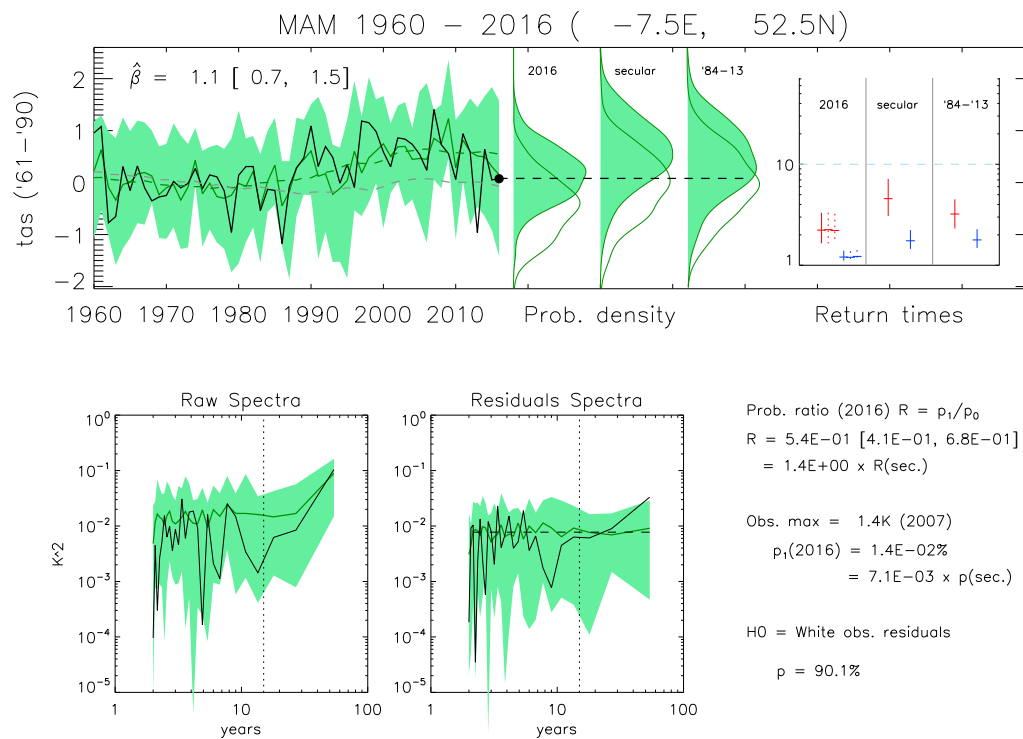 MAM 1960 – 2016 ( −7.5E, 52.5N)
β̂ = 1.1 [ 0.7, 1.5]
2016
secular
'84−13
2016
secular
'84−'13
tas ('61−'90)
2
1
0
−1
−2
10
1
1960 1970 1980 1990 2000 2010
Prob. density
Return times
Raw Spectra
Residuals Spectra
K^2
10^0
10^-1
10^-2
10^-3
10^-4
10^-5
1 10 100
years
10^0
10^-1
10^-2
10^-3
10^-4
10^-5
1 10 100
years
Prob. ratio (2016) R = p₁/p₀
R = 5.4E−01 [4.1E−01, 6.8E−01]
= 1.4E+00 x R(sec.)
Obs. max = 1.4K (2007)
p₁(2016) = 1.4E−02%
= 7.1E−03 x p(sec.)
H0 = White obs. residuals
p = 90.1%